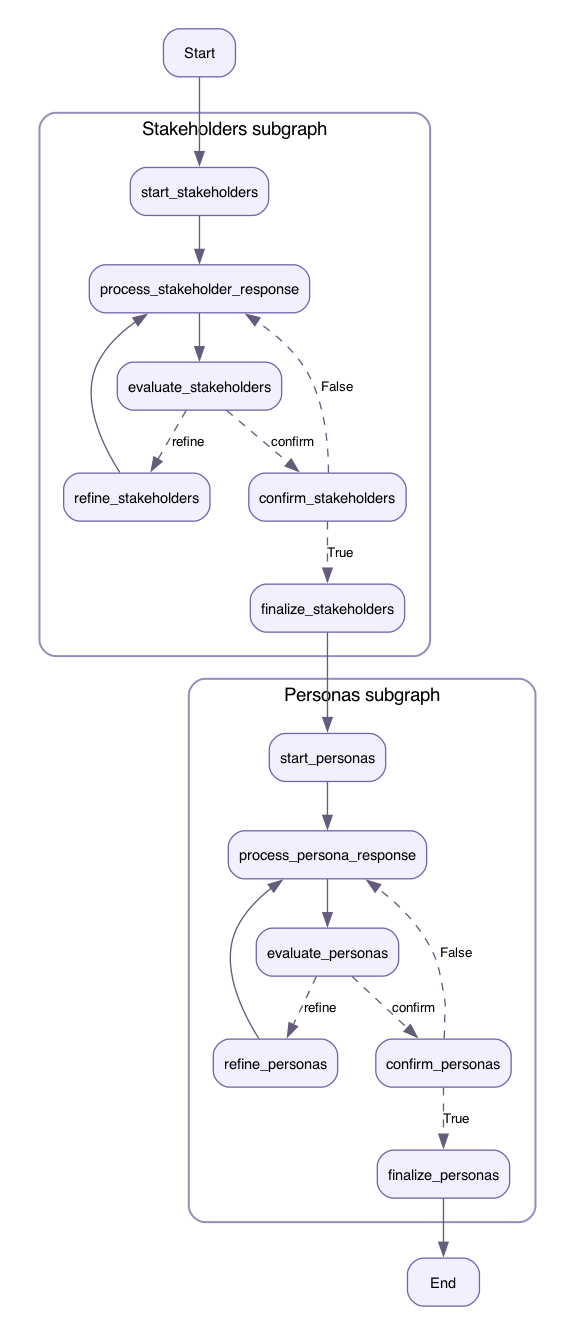 Start
Stakeholders subgraph
start_stakeholders
process_stakeholder_response
evaluate_stakeholders
False
refine
confirm
refine_stakeholders
confirm_stakeholders
True
finalize_stakeholders
Personas subgraph
start_personas
process_persona_response
evaluate_personas
False
refine
confirm
refine_personas
confirm_personas
True
finalize_personas
End